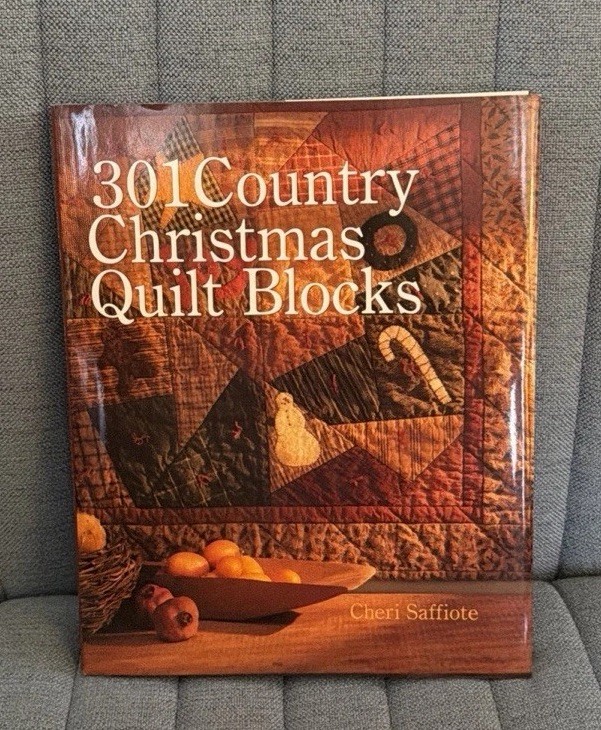 301 Country
Christmas
Quilt Blocks
Cheri Saffiote